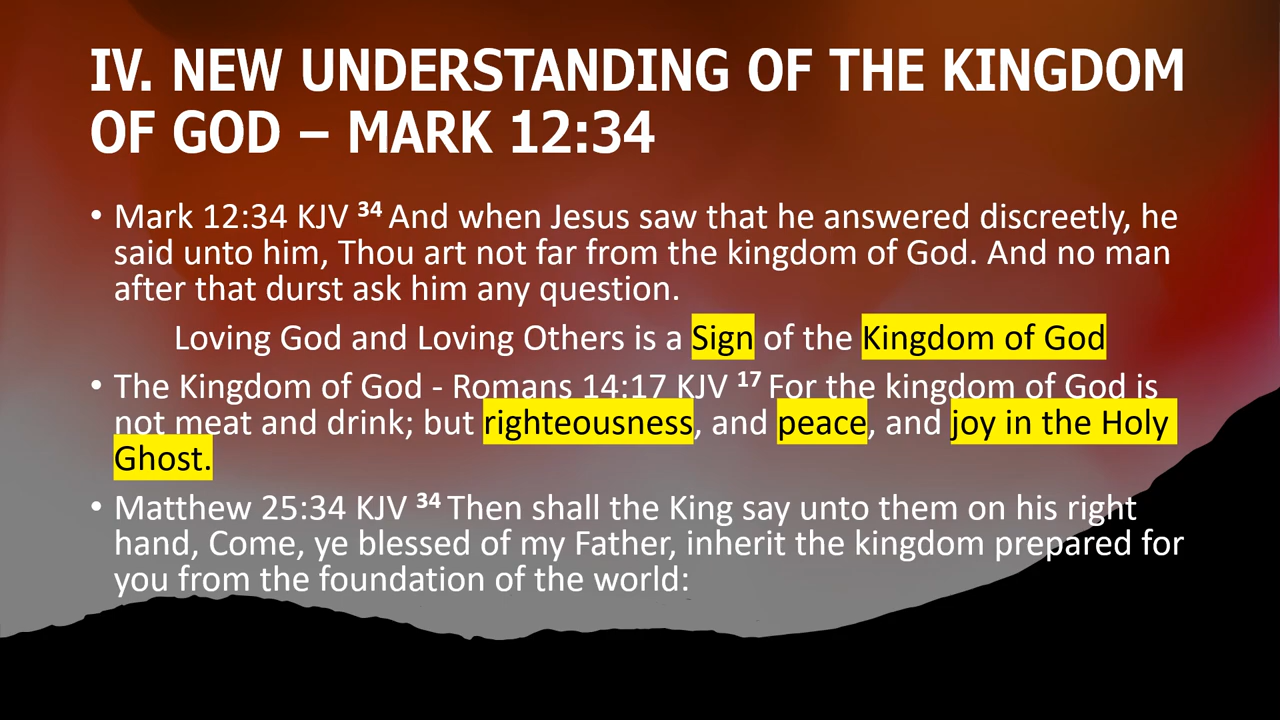 IV. NEW UNDERSTANDING OF THE KINGDOM
OF GOD – MARK 12:34
• Mark 12:34 KJV ³⁴ And when Jesus saw that he answered discreetly, he
said unto him, Thou art not far from the kingdom of God. And no man
after that durst ask him any question.
Loving God and Loving Others is a Sign of the Kingdom of God
• The Kingdom of God - Romans 14:17 KJV ¹⁷ For the kingdom of God is
not meat and drink; but righteousness, and peace, and joy in the Holy
Ghost.
• Matthew 25:34 KJV ³⁴ Then shall the King say unto them on his right
hand, Come, ye blessed of my Father, inherit the kingdom prepared for
you from the foundation of the world: